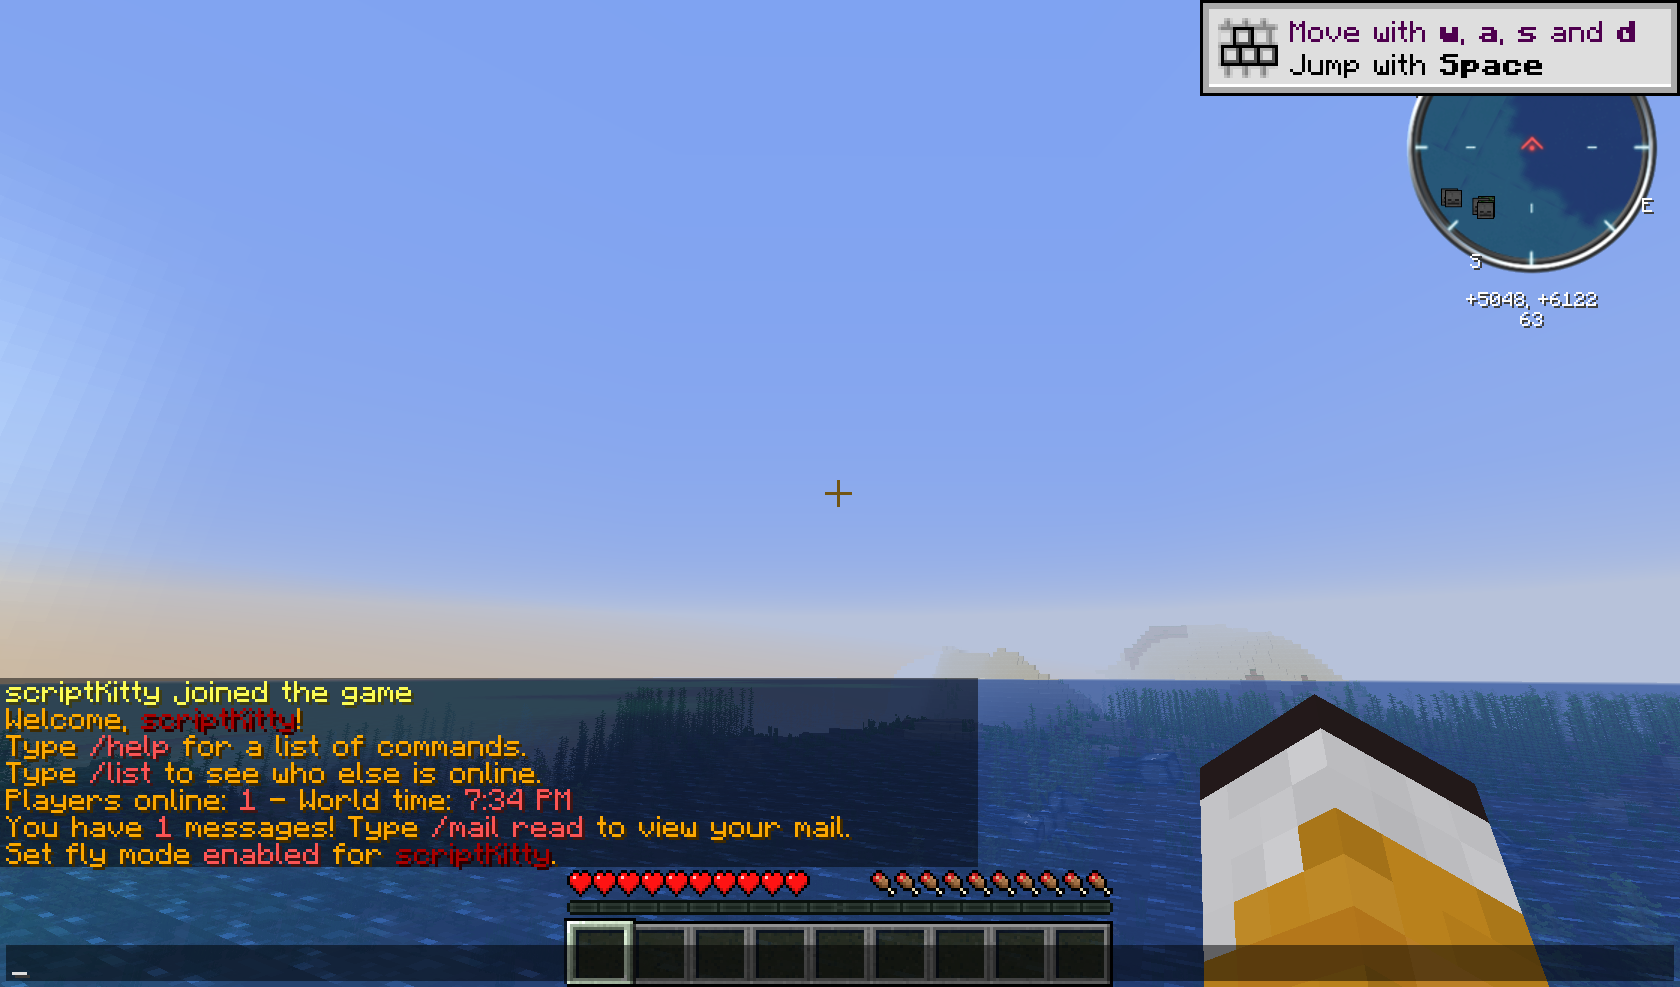 Move with w, a, s and d
Jump with Space
E
S
+5048, +6122
63
scriptKitty joined the game
Welcome, scriptKitty!
Type /help for a list of commands.
Type /list to see who else is online.
Players online: 1 - World time: 7:34 PM
You have 1 messages! Type /mail read to view your mail.
Set fly mode enabled for scriptKitty.
_